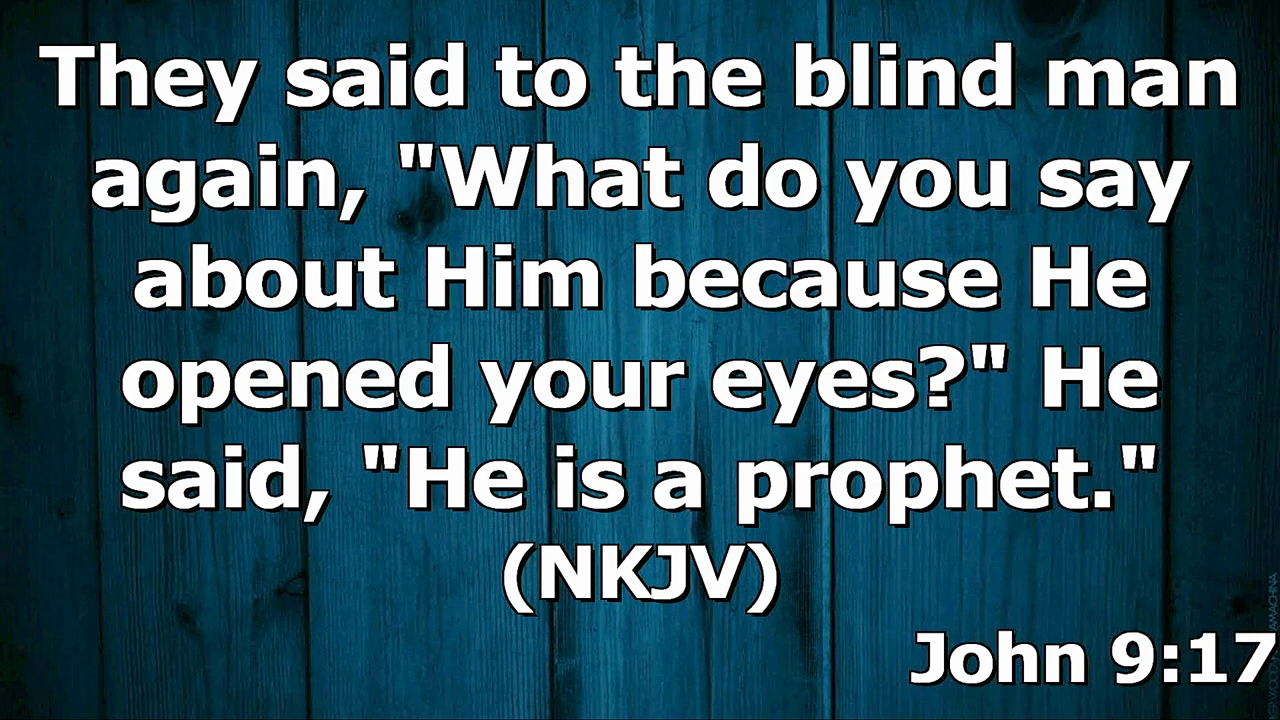 They said to the blind man
again, "What do you say
about Him because He
opened your eyes?" He
said, "He is a prophet."
(NKJV)
John 9:17